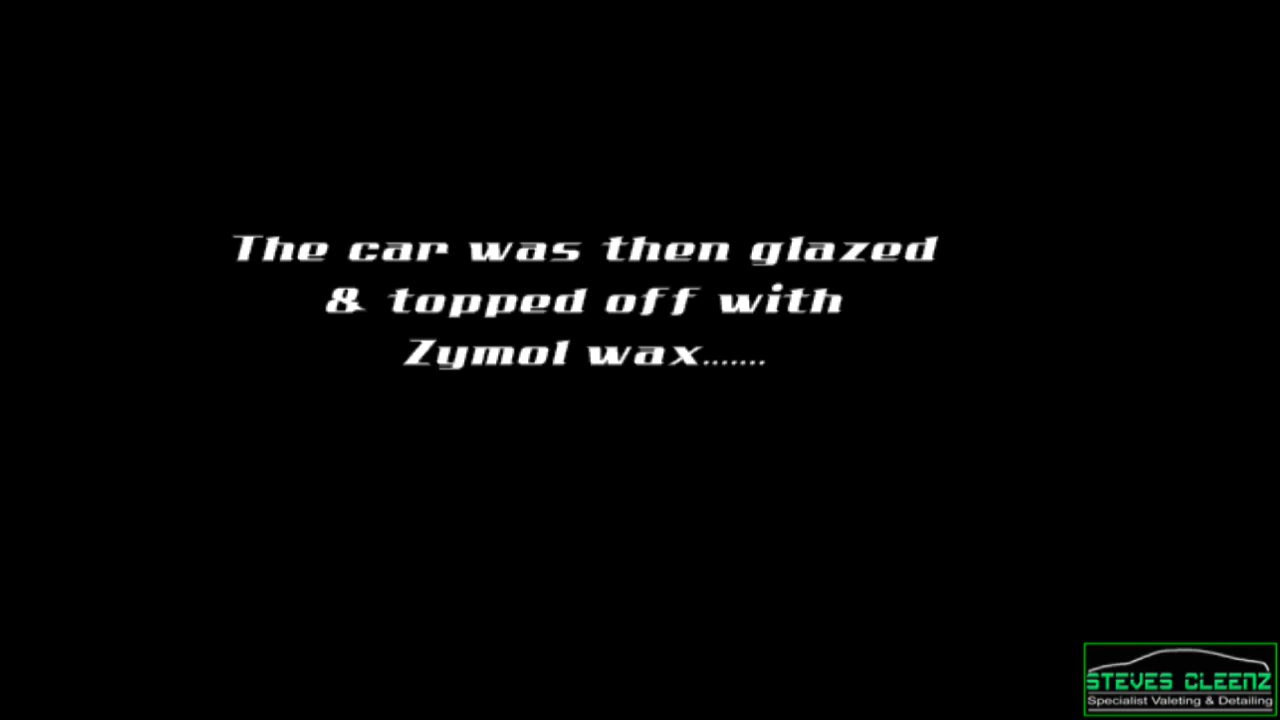 The car was then glazed
& topped off with
Zymol wax.......
STEVES CLEENZ
Specialist Valeting & Detailing